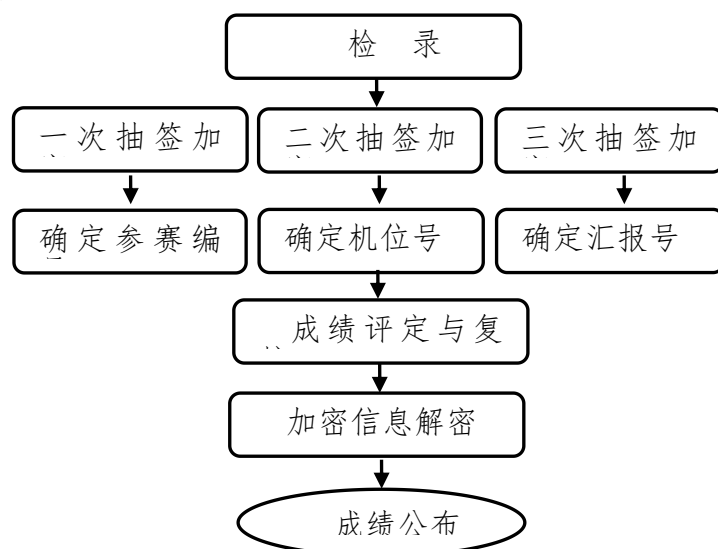 检 录
一次抽签加
二次抽签加
三次抽签加
确定参赛编
确定机位号
确定汇报号
成绩评定与复
加密信息解密
成绩公布